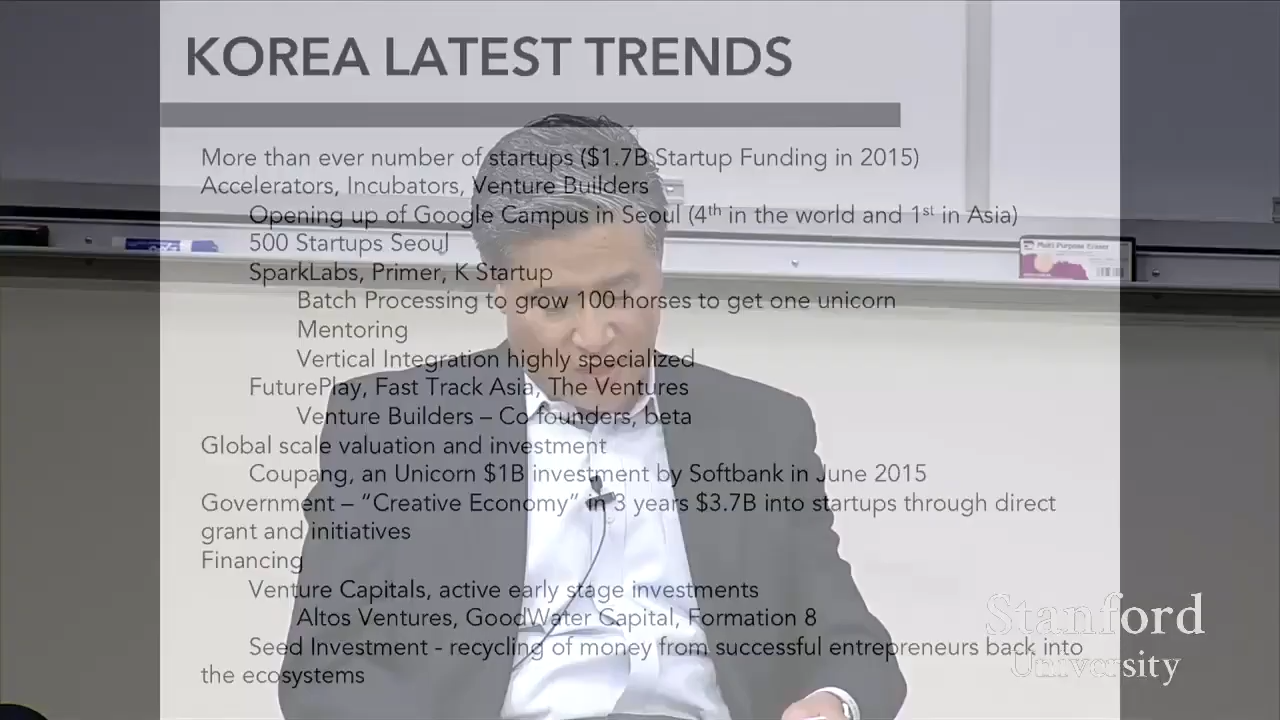 KOREA LATEST TRENDS
More than ever number of startups ($1.7B Startup Funding in 2015)
Accelerators, Incubators, Venture Builders
Opening up of Google Campus in Seoul (4th in the world and 1st in Asia)
500 Startups Seoul
SparkLabs, Primer, K Startup
Batch Processing to grow 100 horses to get one unicorn
Mentoring
Vertical Integration highly specialized
FuturePlay, Fast Track Asia, The Ventures
Venture Builders – Co founders, beta
Global scale valuation and investment
Coupang, an Unicorn $1B investment by Softbank in June 2015
Government – “Creative Economy” in 3 years $3.7B into startups through direct
grant and initiatives
Financing
Venture Capitals, active early stage investments
Altos Ventures, GoodWater Capital, Formation 8
Seed Investment - recycling of money from successful entrepreneurs back into
the ecosystems
Multi Purpose Eraser
Stanford
University